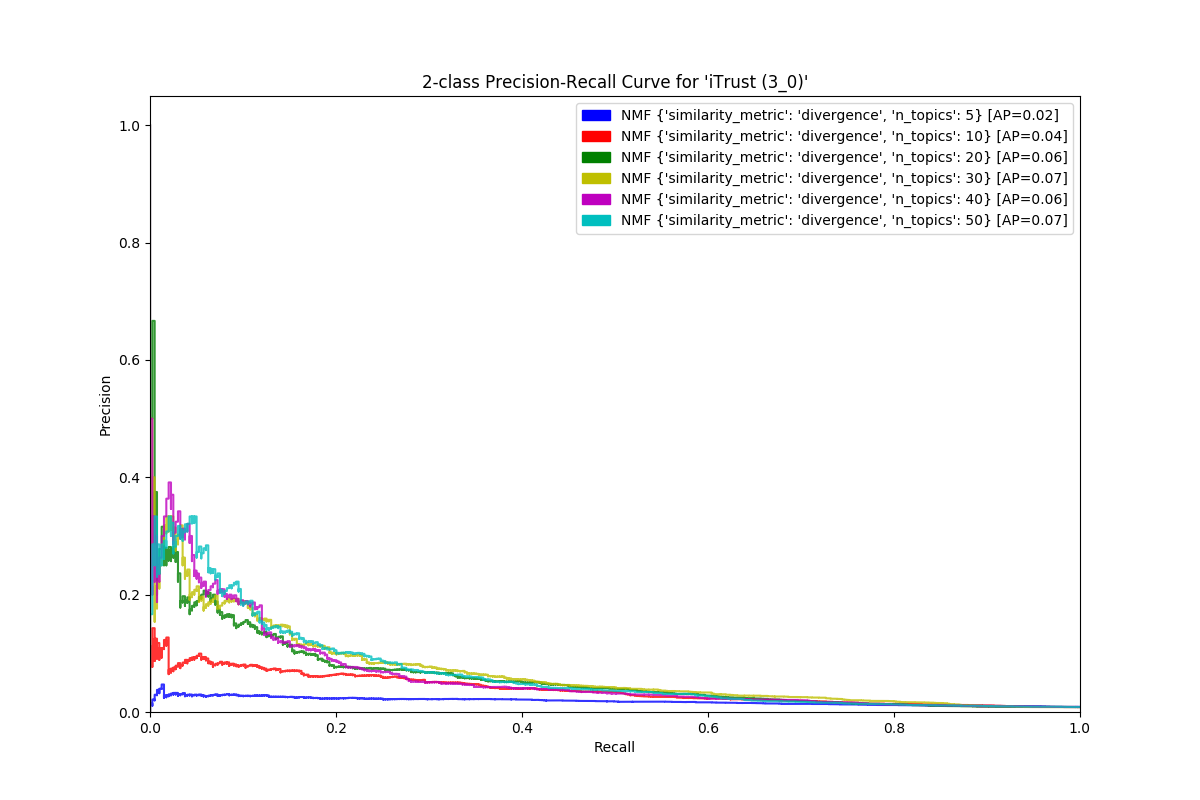 2-class Precision-Recall Curve for 'iTrust (3_0)'
NMF {'similarity_metric': 'divergence', 'n_topics': 5} [AP=0.02]
NMF {'similarity_metric': 'divergence', 'n_topics': 10} [AP=0.04]
NMF {'similarity_metric': 'divergence', 'n_topics': 20} [AP=0.06]
NMF {'similarity_metric': 'divergence', 'n_topics': 30} [AP=0.07]
NMF {'similarity_metric': 'divergence', 'n_topics': 40} [AP=0.06]
NMF {'similarity_metric': 'divergence', 'n_topics': 50} [AP=0.07]
1.0
0.8
0.6
0.4
0.2
0.0
Precision
0.0 0.2 0.4 0.6 0.8 1.0
Recall